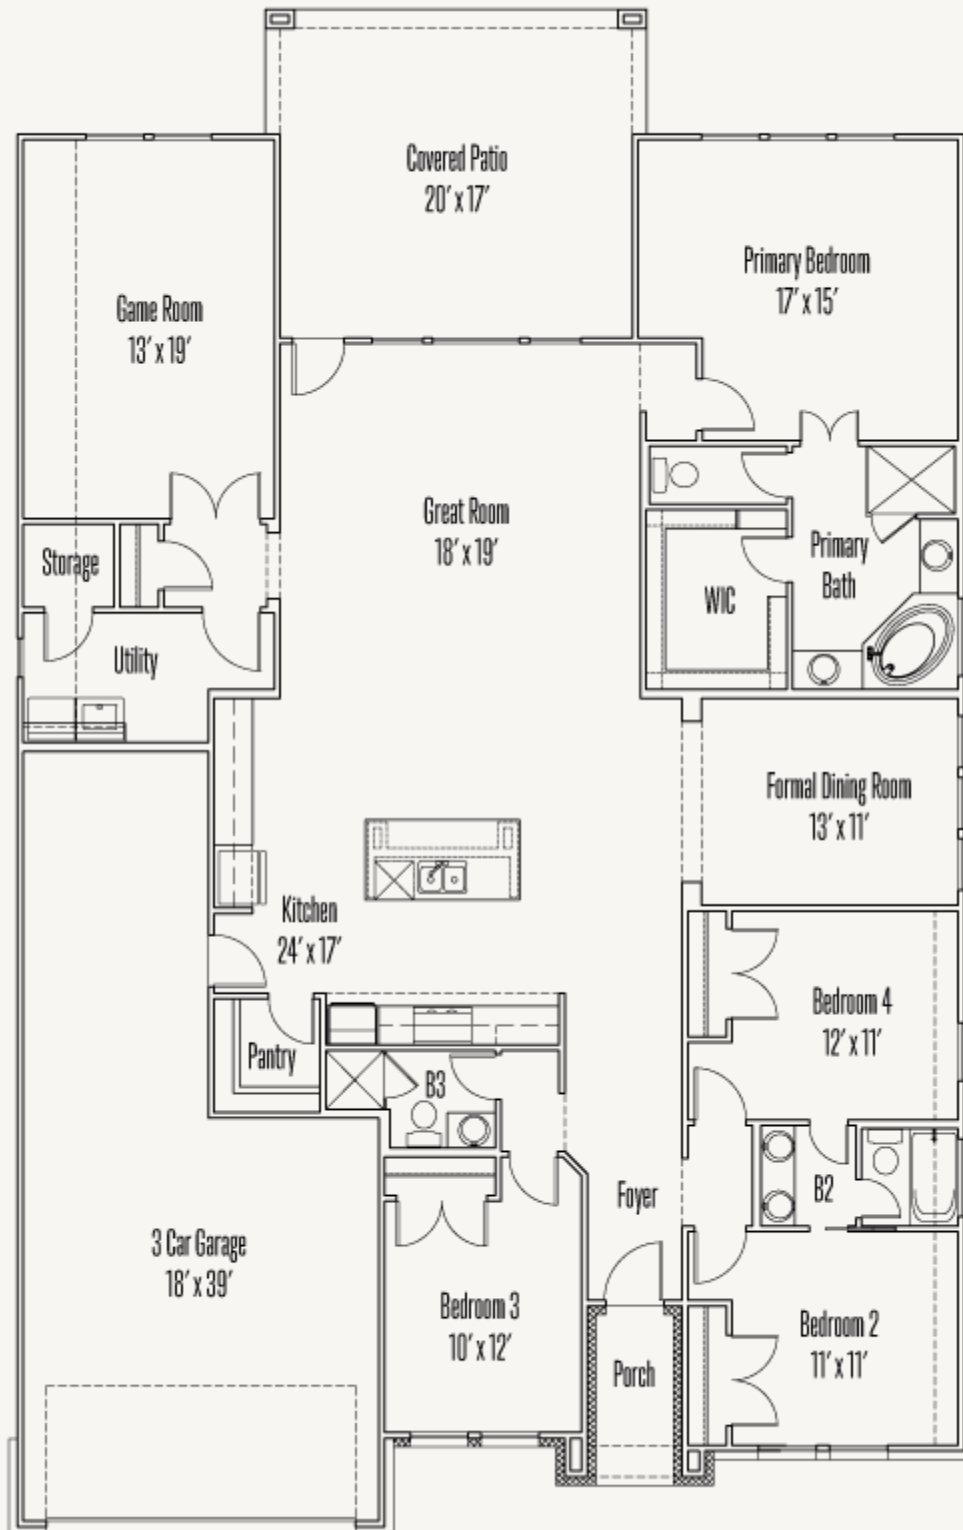 Covered Patio
20' x 17'
Primary Bedroom
17' x 15'
Game Room
13' x 19'
Great Room
18' x 19'
Storage
Primary
Bath
WIC
Utility
Formal Dining Room
13' x 11'
Kitchen
24' x 17'
Bedroom 4
12' x 11'
Pantry
B3
B2
Foyer
3 Car Garage
18' x 39'
Bedroom 3
10' x 12'
Bedroom 2
11' x 11'
Porch